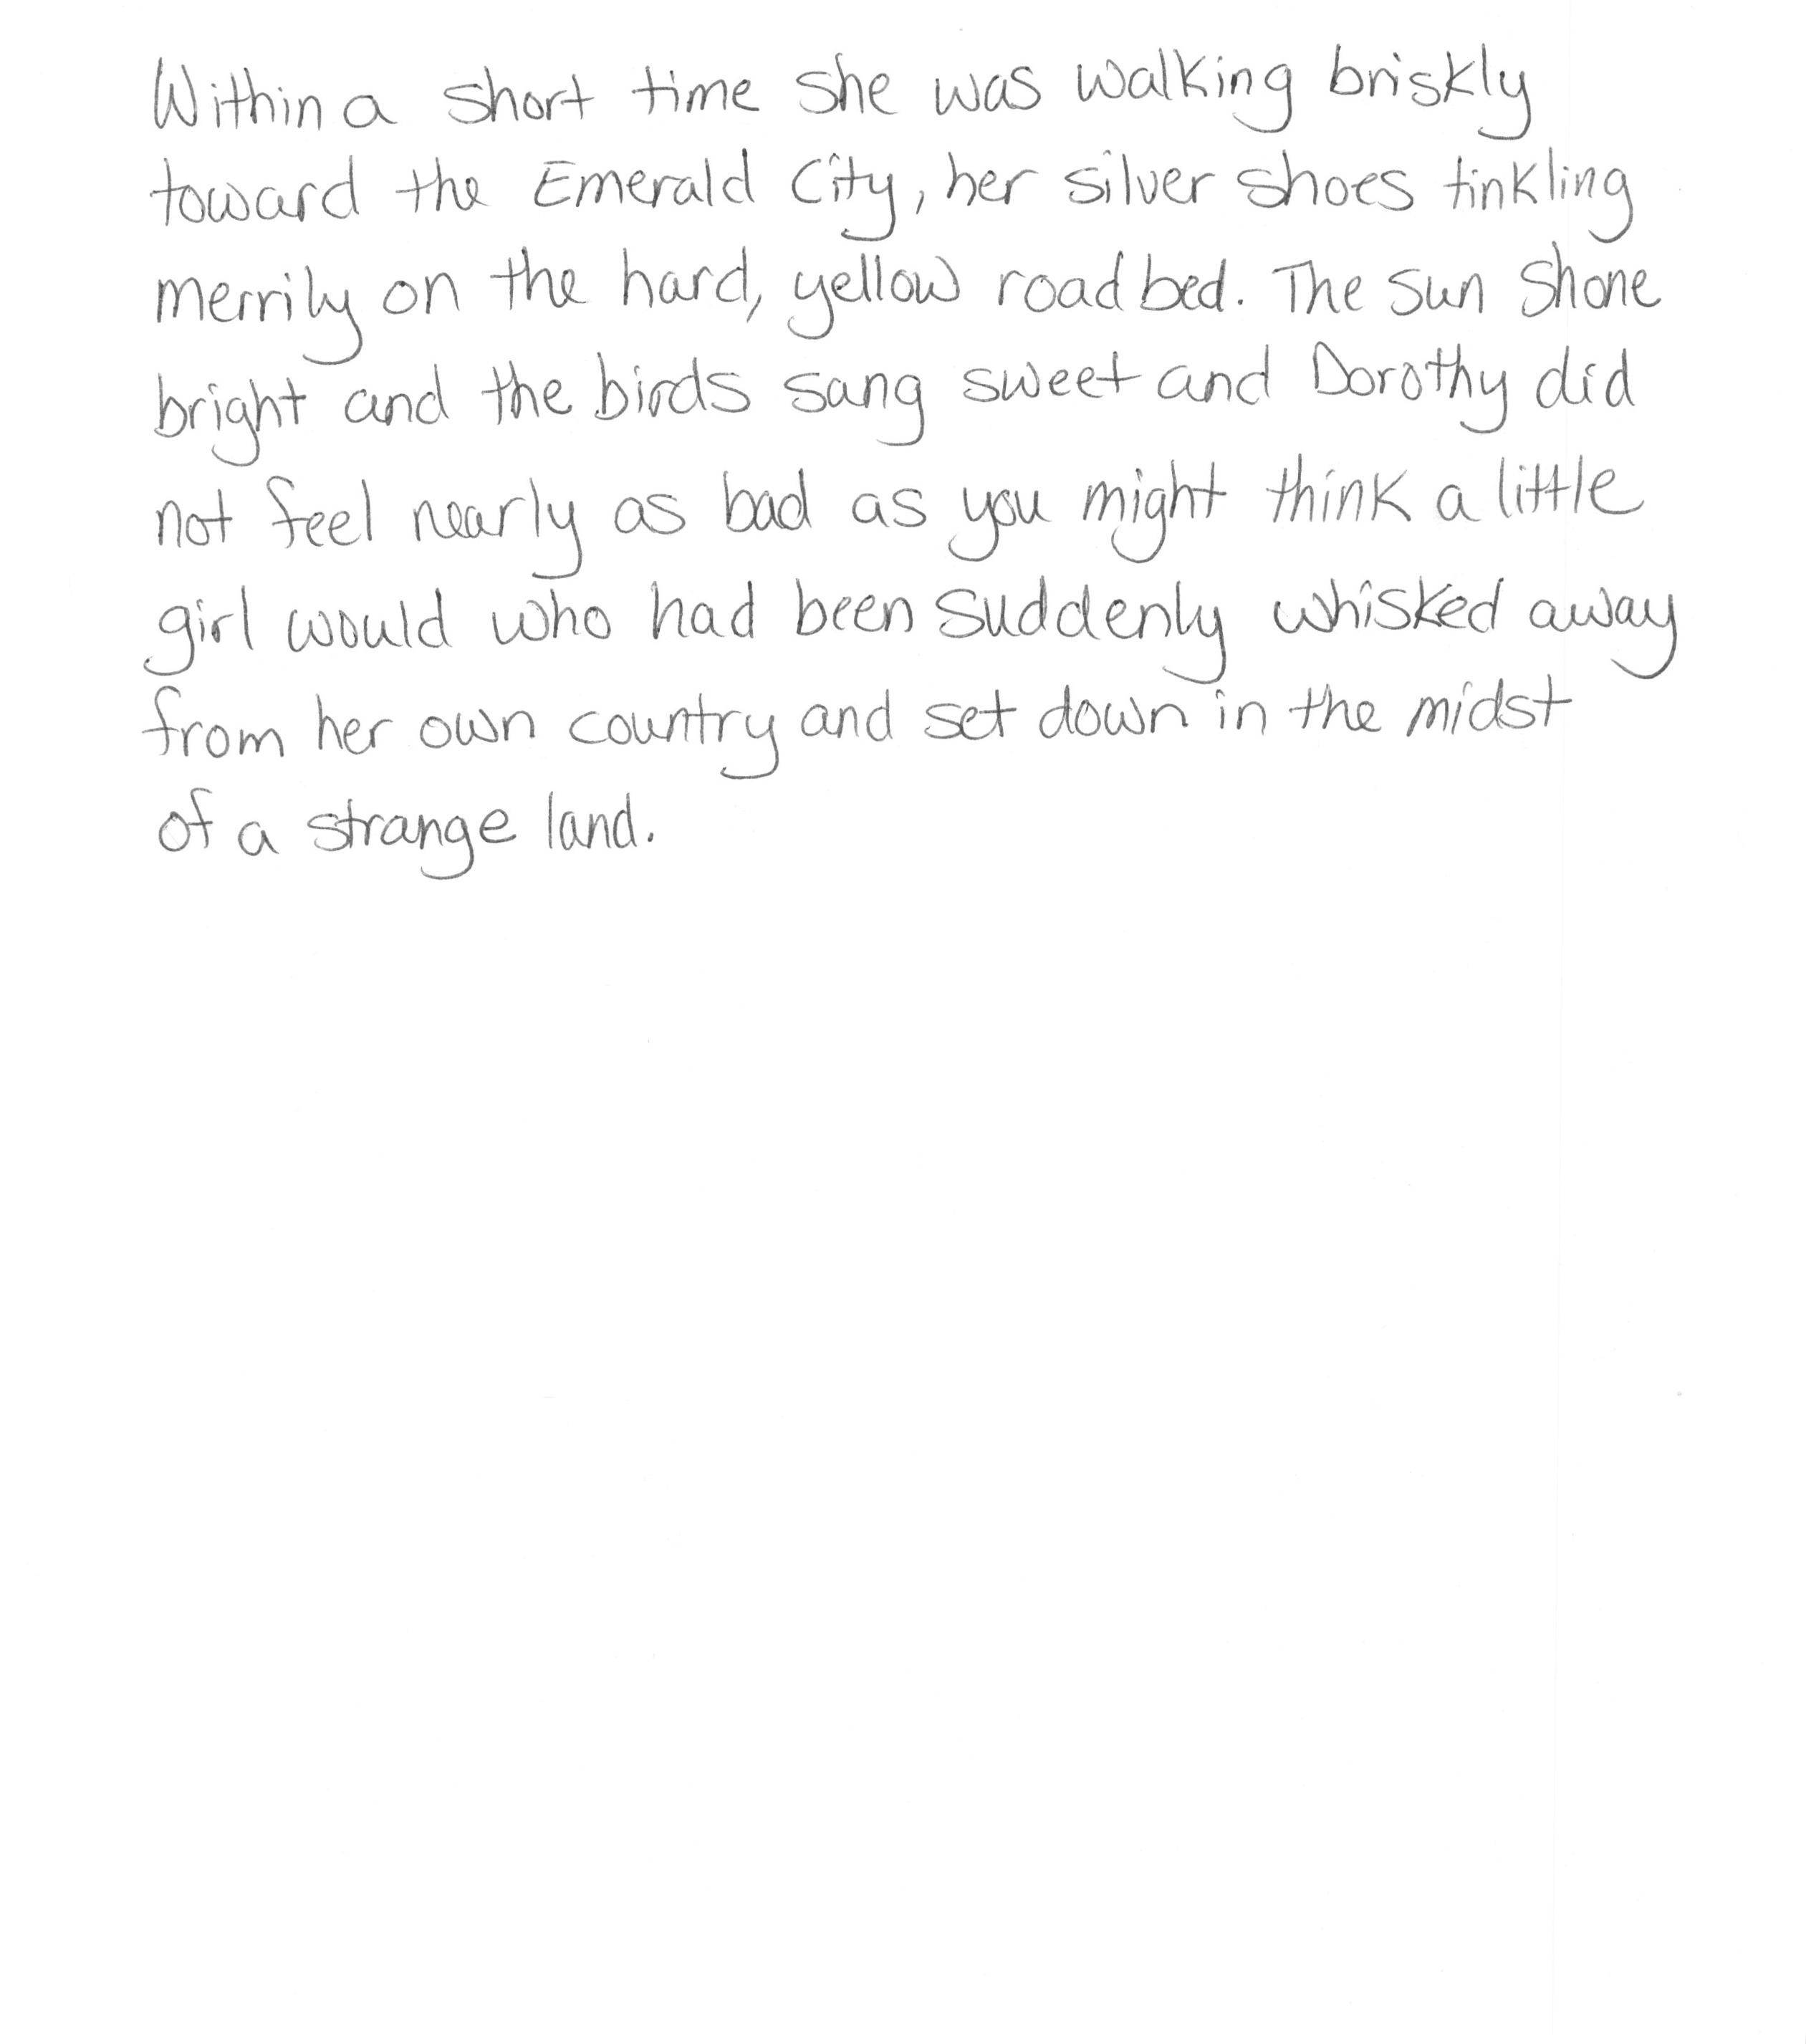 Within a short time she was walking briskly
toward the Emerald City, her silver shoes tinkling
merrily on the hard, yellow roadbed. The sun shone
bright and the birds sang sweet and Dorothy did
not feel nearly as bad as you might think a little
girl would who had been suddenly whisked away
from her own country and set down in the midst
of a strange land.